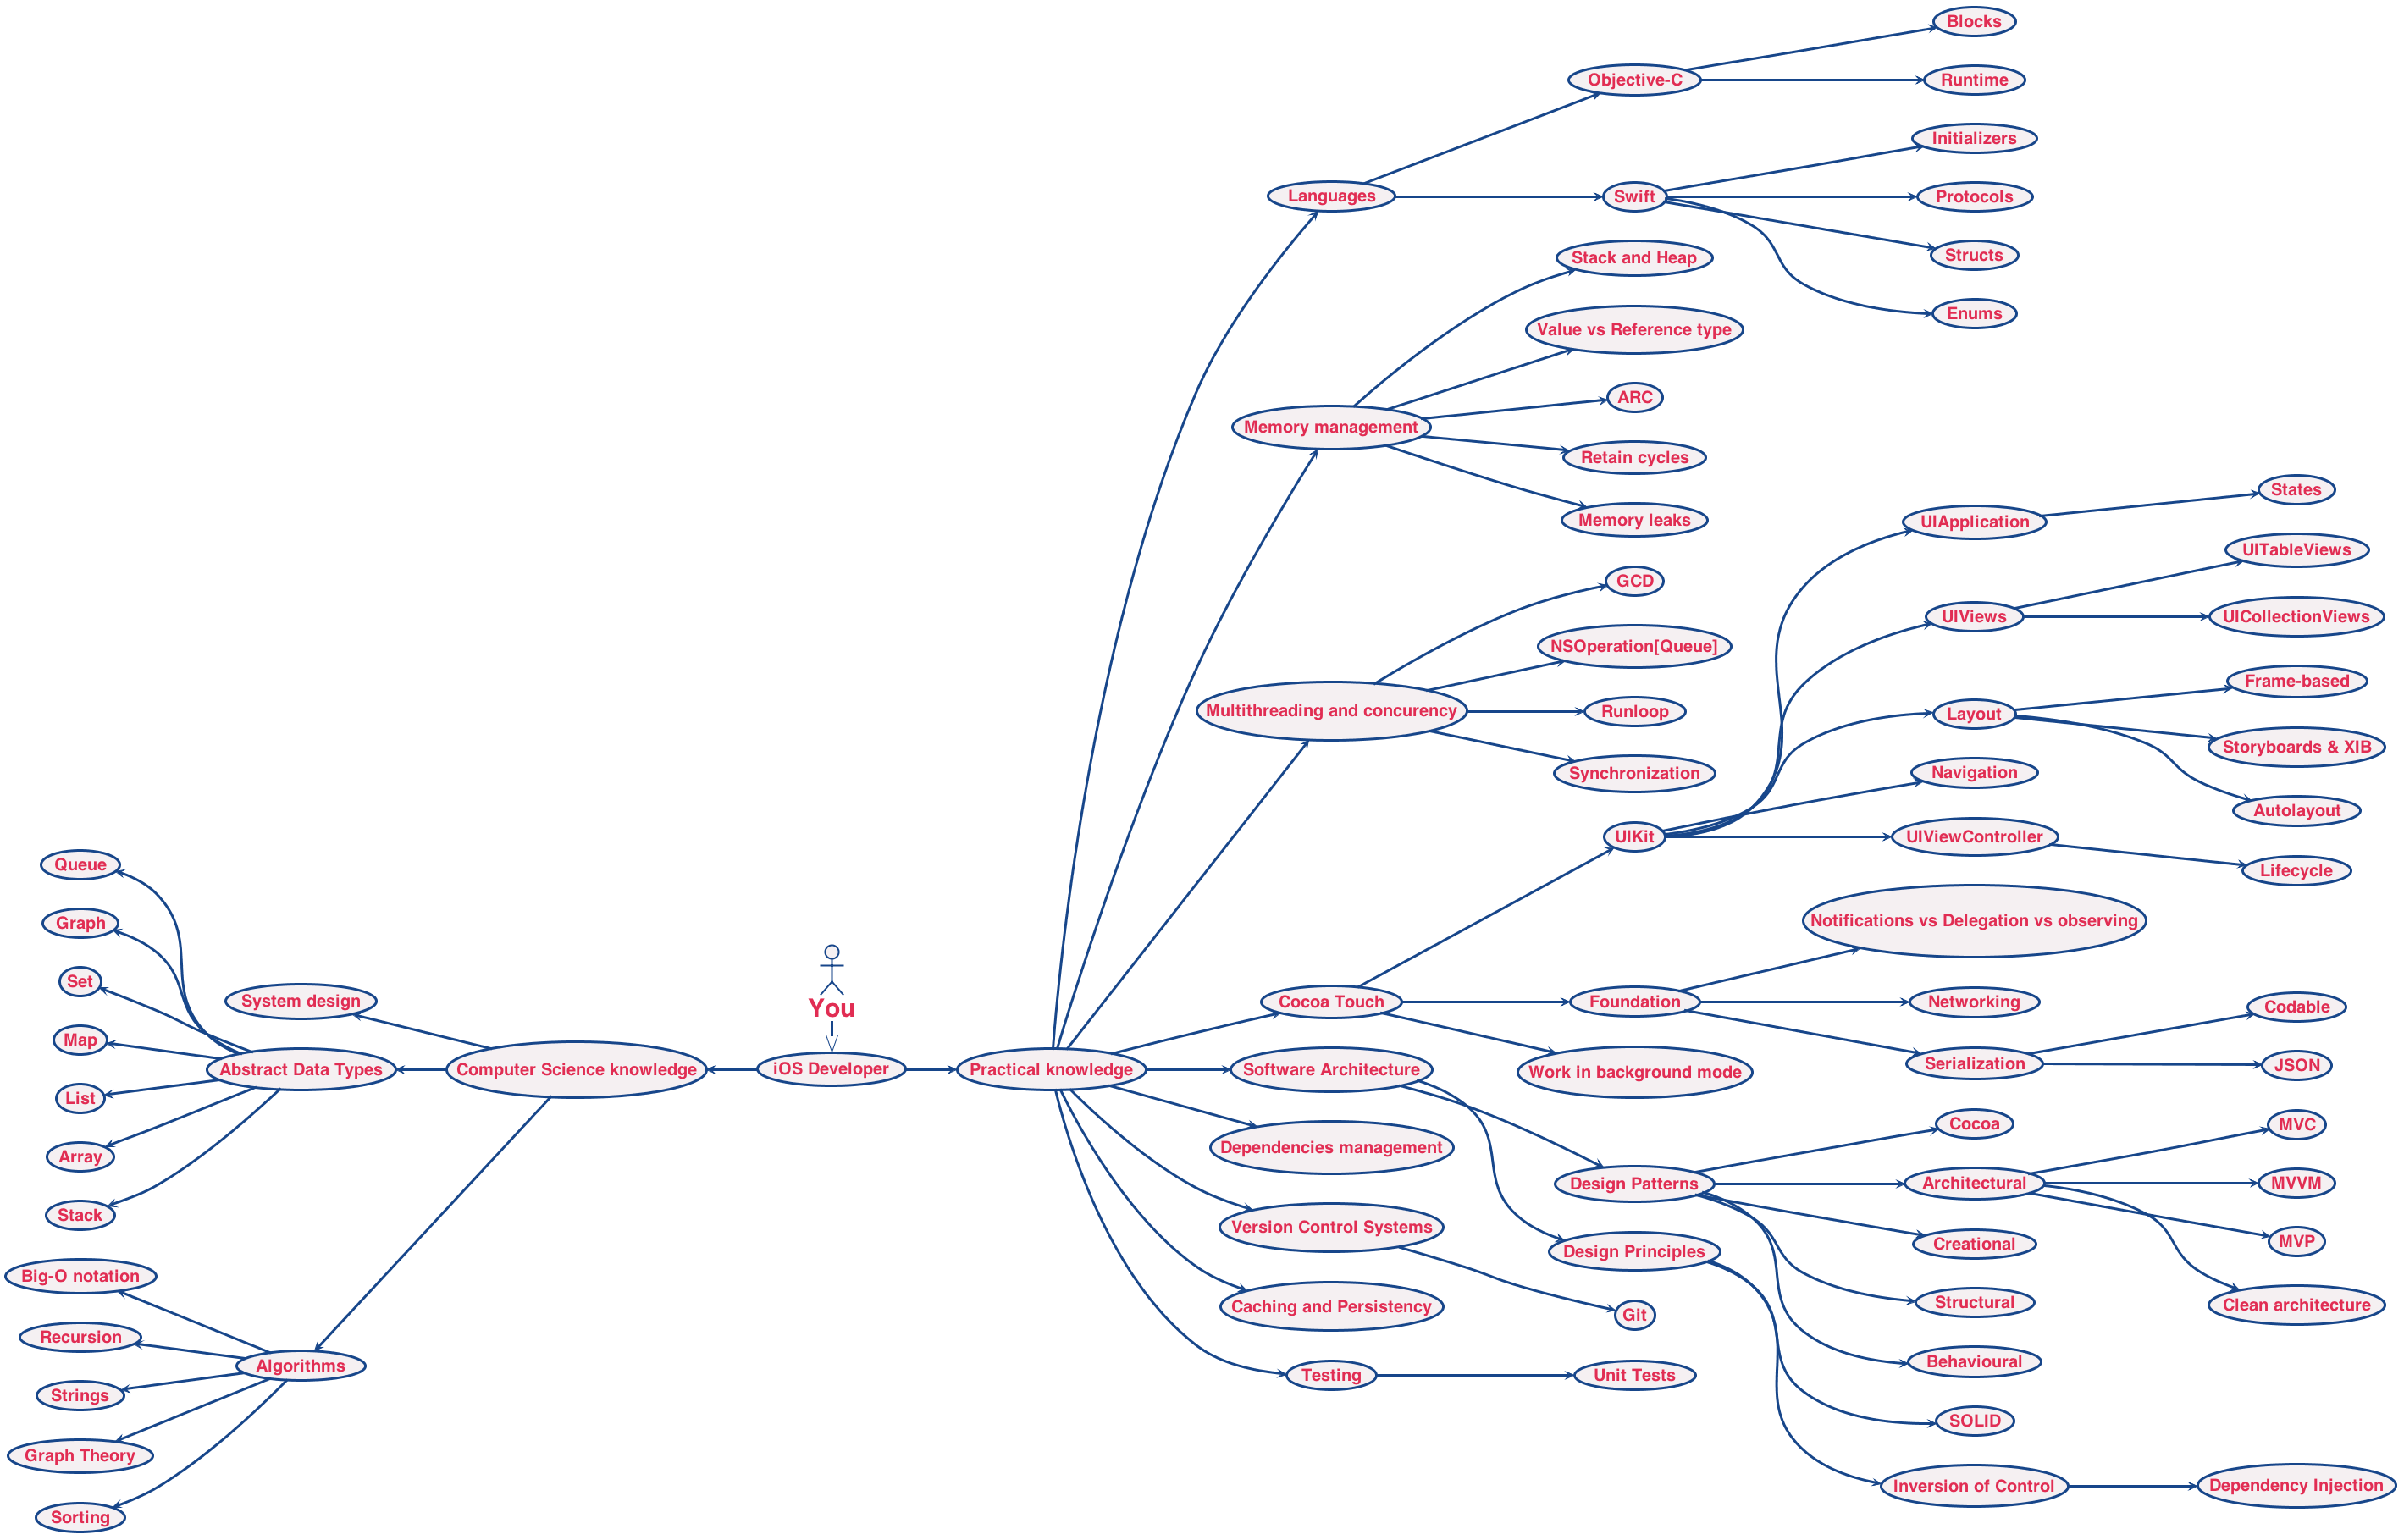 You
iOS Developer
Computer Science knowledge
System design
Abstract Data Types
Queue
Graph
Set
Map
List
Array
Stack
Algorithms
Big-O notation
Recursion
Strings
Graph Theory
Sorting
Practical knowledge
Languages
Objective-C
Blocks
Runtime
Swift
Initializers
Protocols
Structs
Enums
Memory management
Stack and Heap
Value vs Reference type
ARC
Retain cycles
Memory leaks
Multithreading and concurency
GCD
NSOperation[Queue]
Runloop
Synchronization
Cocoa Touch
UIKit
UIApplication
States
UIViews
UITableViews
UICollectionViews
Layout
Frame-based
Storyboards & XIB
Autolayout
Navigation
UIViewController
Lifecycle
Foundation
Notifications vs Delegation vs observing
Networking
Serialization
Codable
JSON
Work in background mode
Software Architecture
Design Patterns
Cocoa
Architectural
MVC
MVVM
MVP
Clean architecture
Creational
Structural
Behavioural
Design Principles
SOLID
Inversion of Control
Dependency Injection
Dependencies management
Version Control Systems
Git
Caching and Persistency
Testing
Unit Tests